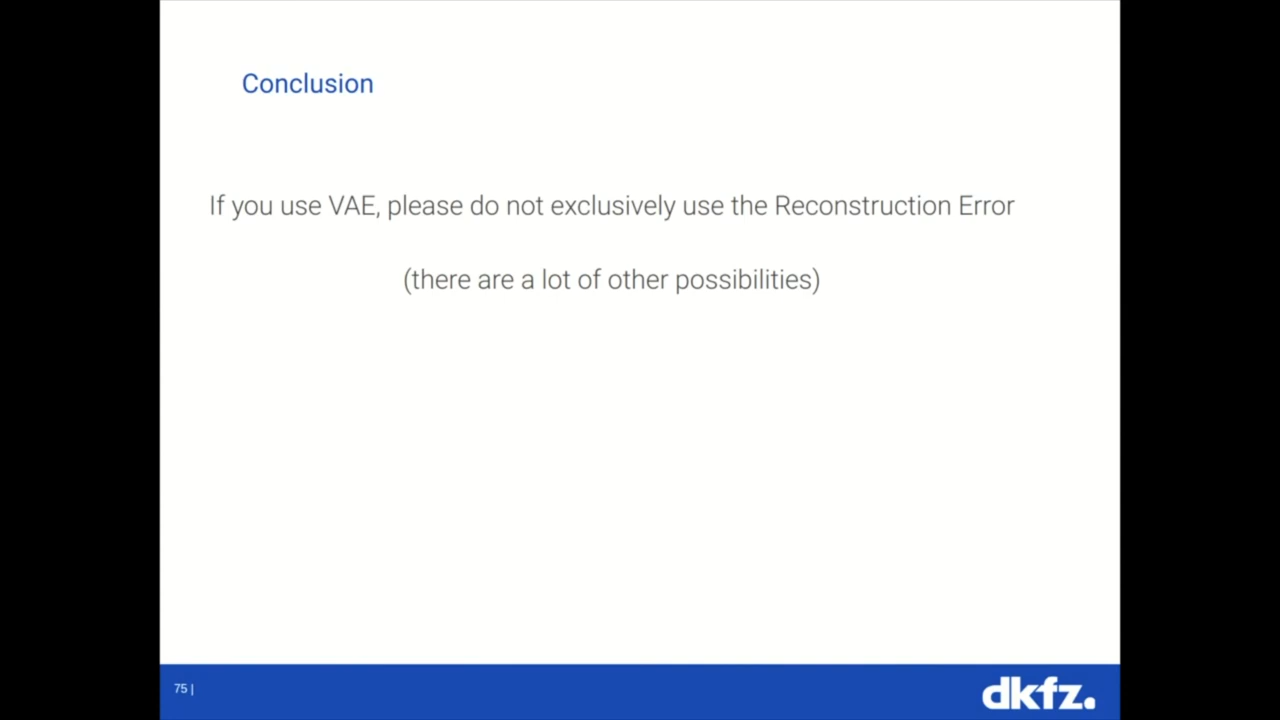 Conclusion
If you use VAE, please do not exclusively use the Reconstruction Error
(there are a lot of other possibilities)
75 |
dkfz.